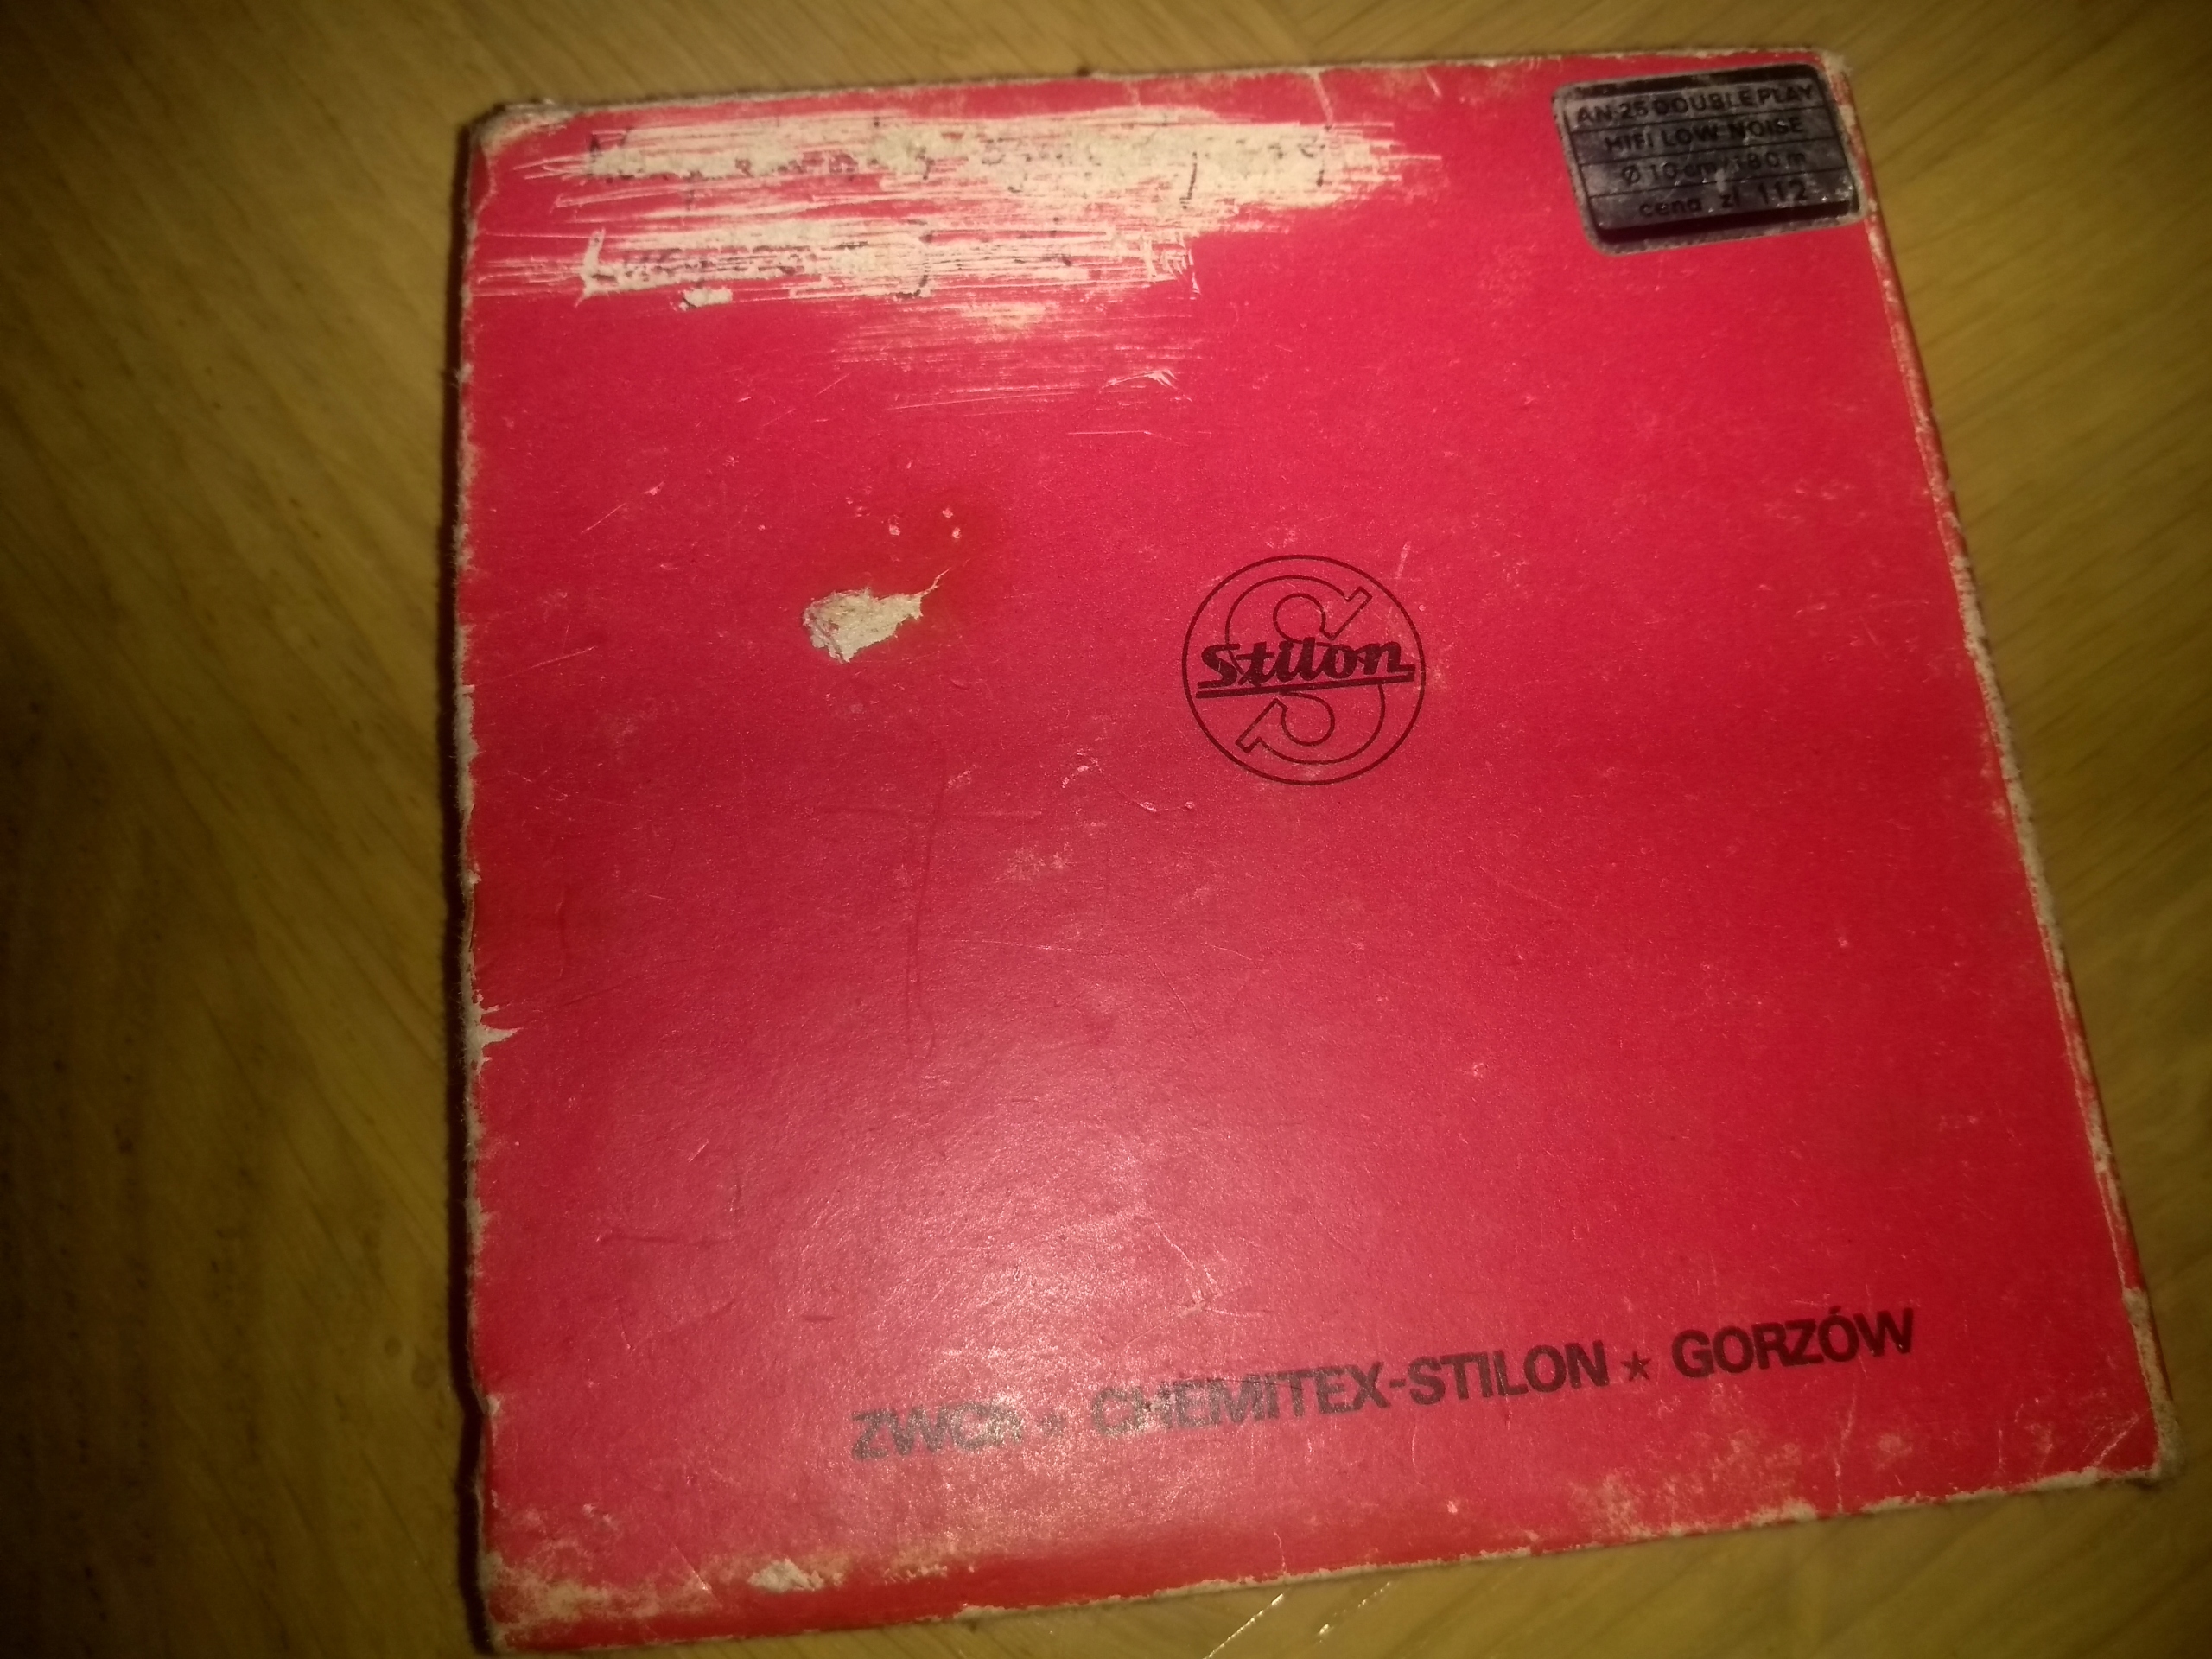 AN-25 DOUBLE PLAY
HIFI LOW NOISE
Ø 10 cm/180 m
cena zł 112
Stilon
ZWCh ★ CHEMITEX-STILON ★ GORZÓW